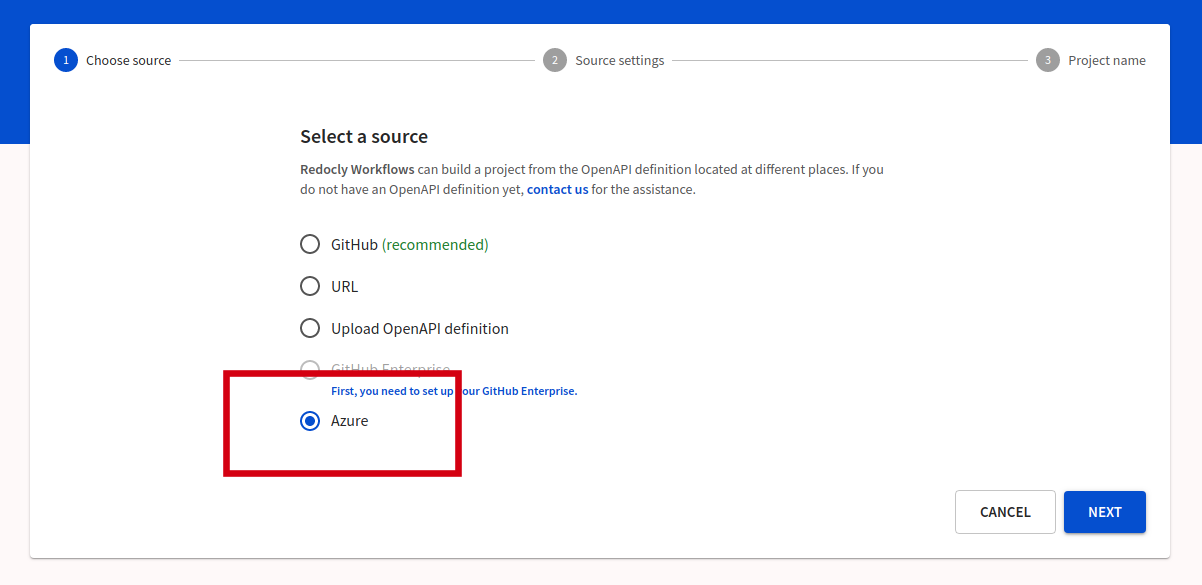 1 Choose source
2 Source settings
3 Project name
Select a source
Redocly Workflows can build a project from the OpenAPI definition located at different places. If you
do not have an OpenAPI definition yet, contact us for the assistance.
GitHub (recommended)
URL
Upload OpenAPI definition
GitHub Enterprise
First, you need to set up your GitHub Enterprise.
Azure
CANCEL
NEXT